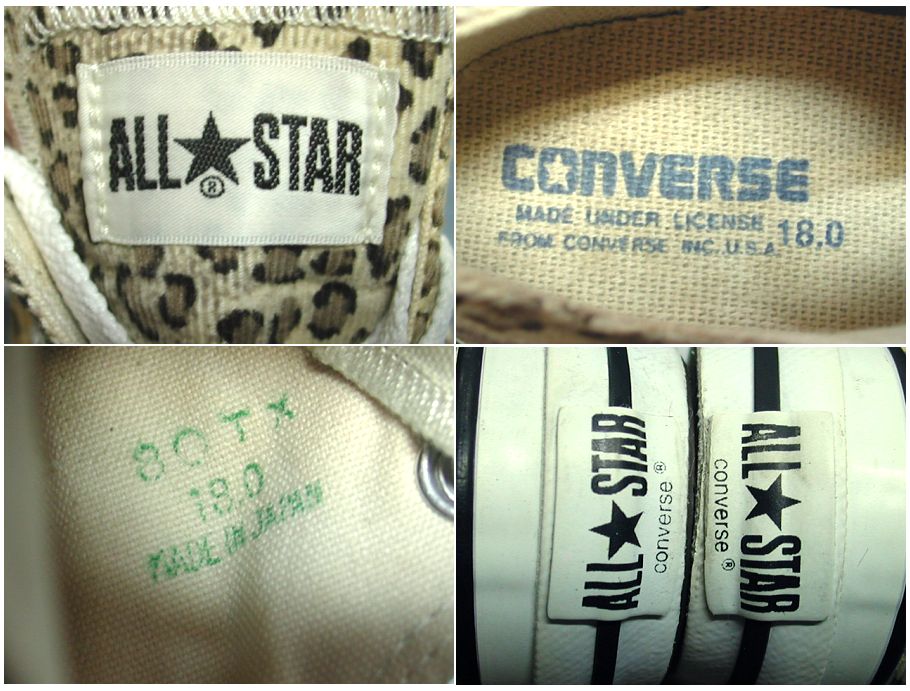 ALL★STAR
®
CONVERSE
MADE UNDER LICENSE
FROM CONVERSE INC. U.S.A. 18.0
18.0
MADE IN JAPAN
ALL★STAR
converse®
ALL★STAR
converse®